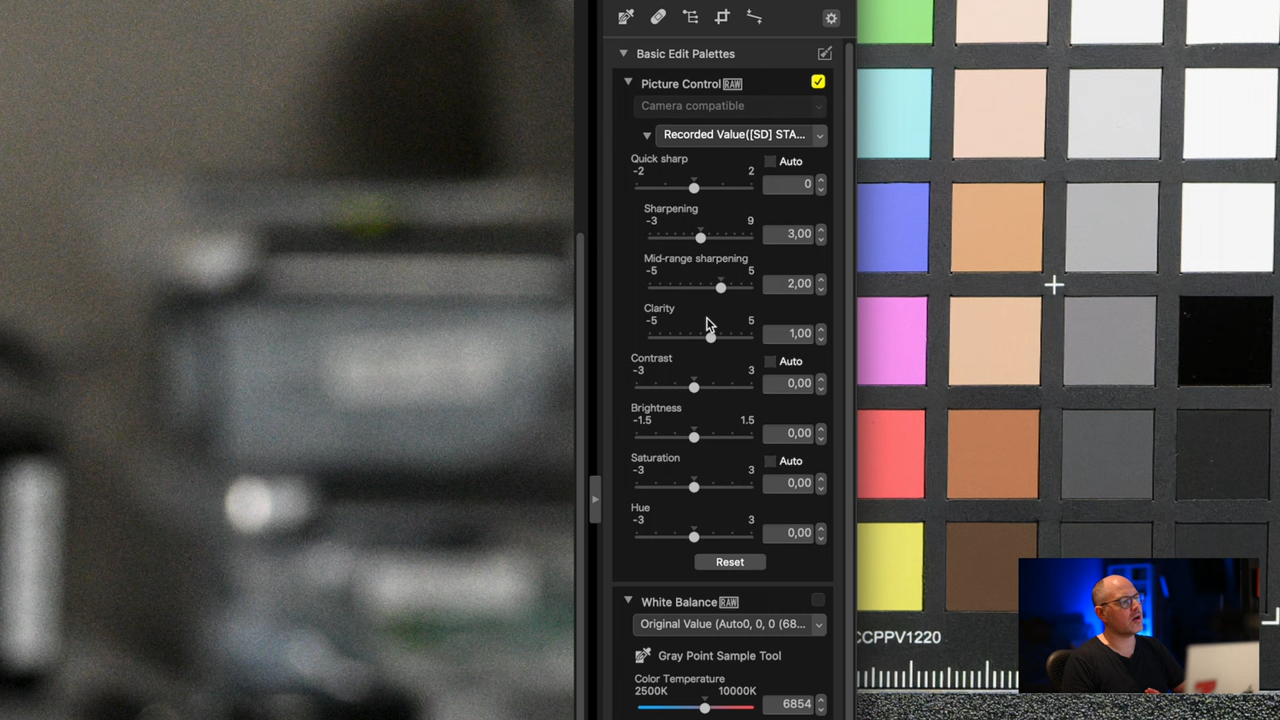 Basic Edit Palettes
Picture Control RAW
Camera compatible
Recorded Value([SD] STA...
Quick sharp
Auto
-2 2
0
Sharpening
-3 9
3,00
Mid-range sharpening
-5 5
2,00
Clarity
-5 5
1,00
Contrast
Auto
-3 3
0,00
Brightness
-1.5 1.5
0,00
Saturation
Auto
-3 3
0,00
Hue
-3 3
0,00
Reset
White Balance RAW
Original Value (Auto0, 0, 0 (68...
Gray Point Sample Tool
Color Temperature
2500K 10000K
6854
CCPPV1220